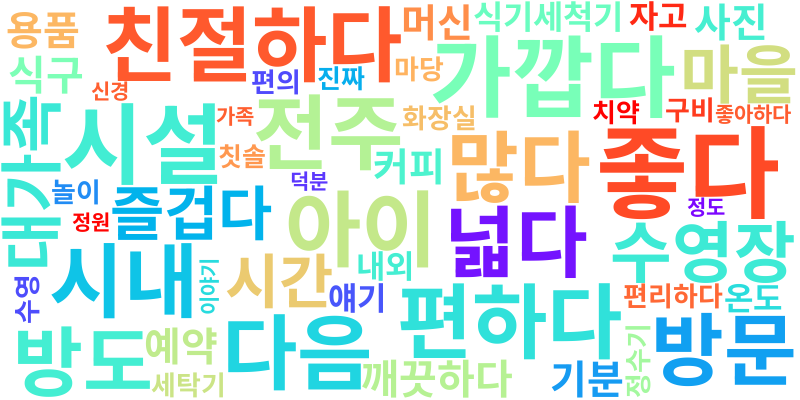 용품
친절하다
머신
식기세척기
자고
사진
식구
신경
편의
진짜
마당
가깝다
마을
대가족
시설
가족
전주
화장실
치약
구비
좋아하다
칫솔
커피
많다
좋다
놀이
즐겁다
덕분
아이
넓다
정도
정원
수영장
수영
시내
이야기
시간
내외
얘기
편하다
편리하다
온도
방도
예약
다음
방문
세탁기
깨끗하다
기분
정수기